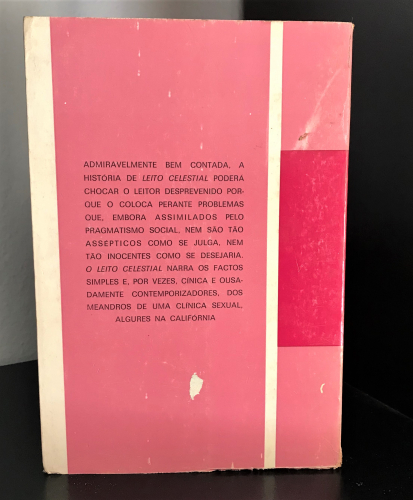 ADMIRAVELMENTE BEM CONTADA, A
HISTÓRIA DE LEITO CELESTIAL PODERA
CHOCAR O LEITOR DESPREVENIDO POR-
QUE O COLOCA PERANTE PROBLEMAS
QUE, EMBORA ASSIMILADOS PELO
PRAGMATISMO SOCIAL, NEM SÃO TÃO
ASSÉPTICOS COMO SE JULGA, NEM
TÃO INOCENTES COMO SE DESEJARIA.
O LEITO CELESTIAL NARRA OS FACTOS
SIMPLES E, POR VEZES, CÍNICA E OUSA-
DAMENTE CONTEMPORIZADORES, DOS
MEANDROS DE UMA CLÍNICA SEXUAL,
ALGURES NA CALIFÓRNIA